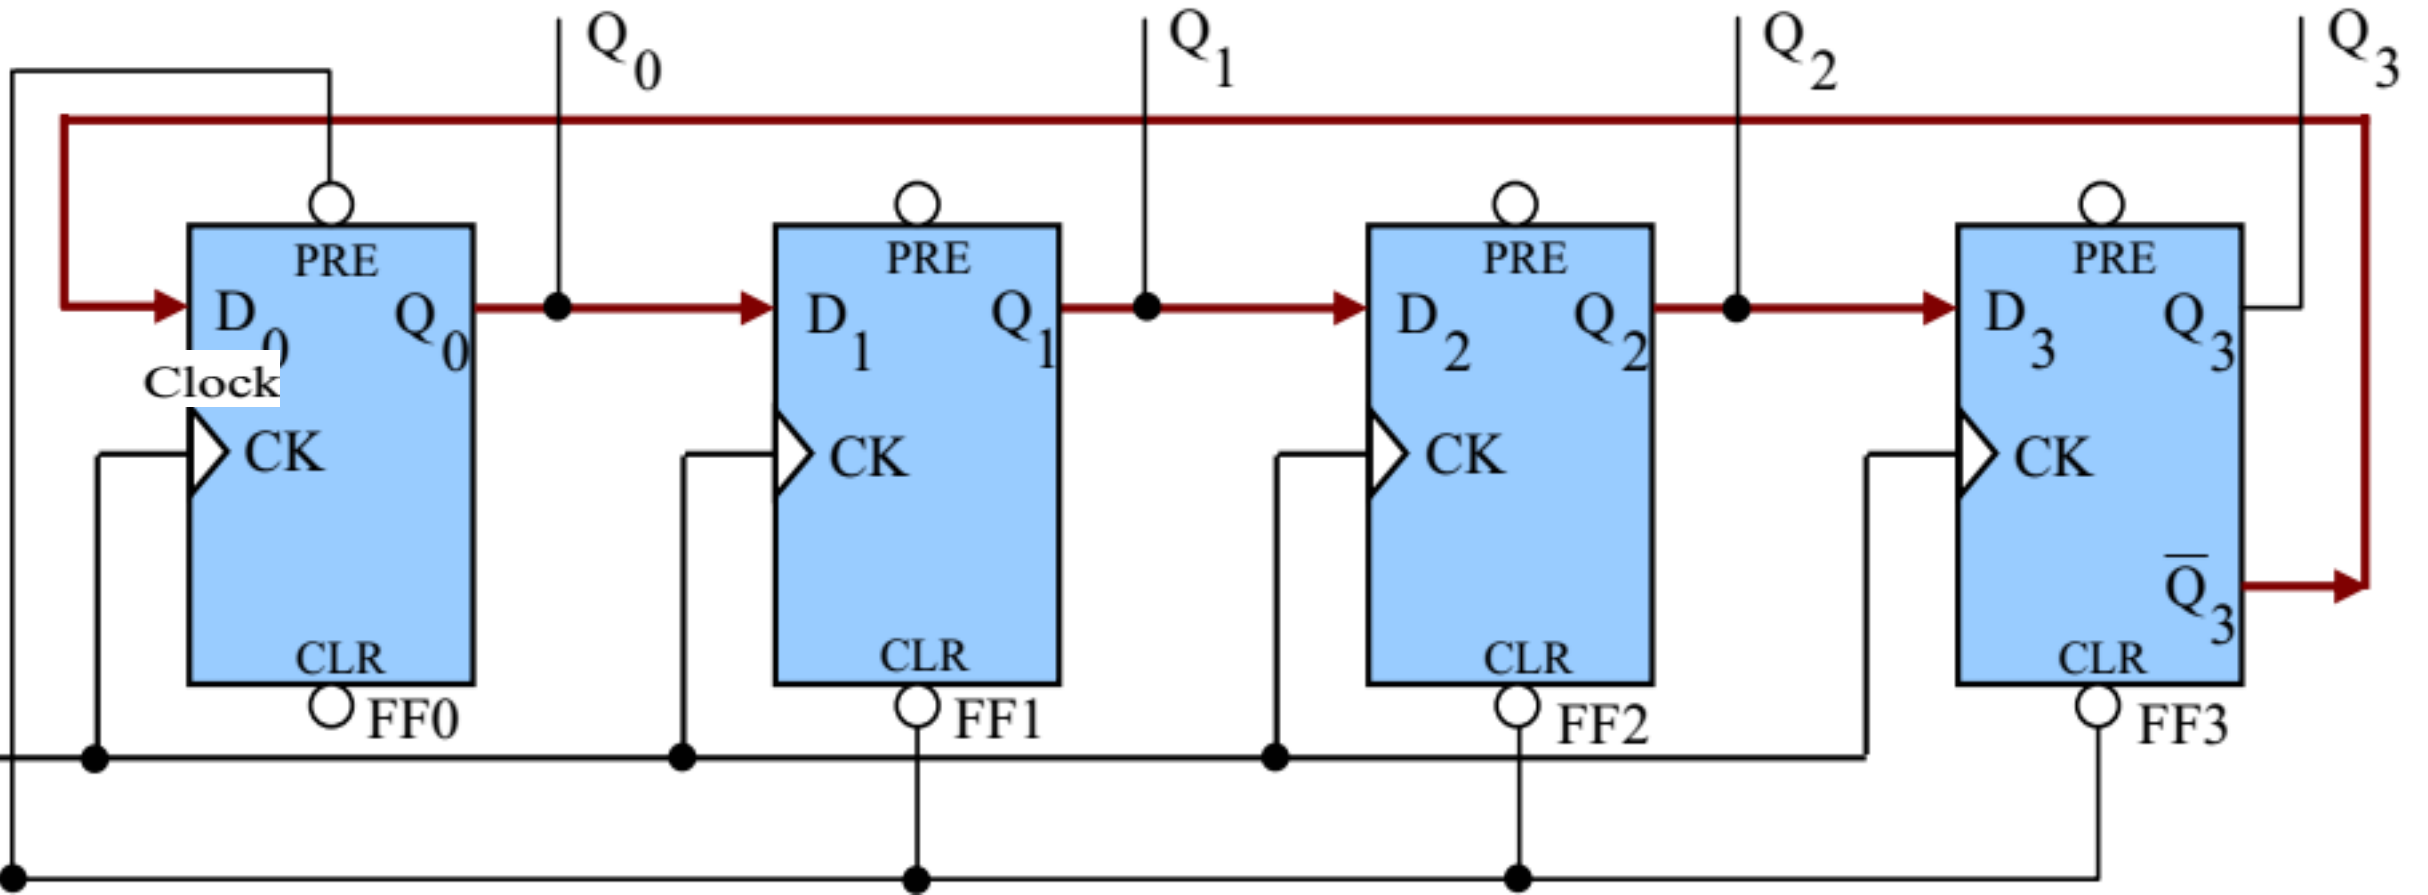 Q0 Q1 Q2 Q3
PRE PRE PRE PRE
D0 Q0 D1 Q1 D2 Q2 D3 Q3
Clock
CK CK CK CK
Q̅3
CLR CLR CLR CLR
FF0 FF1 FF2 FF3